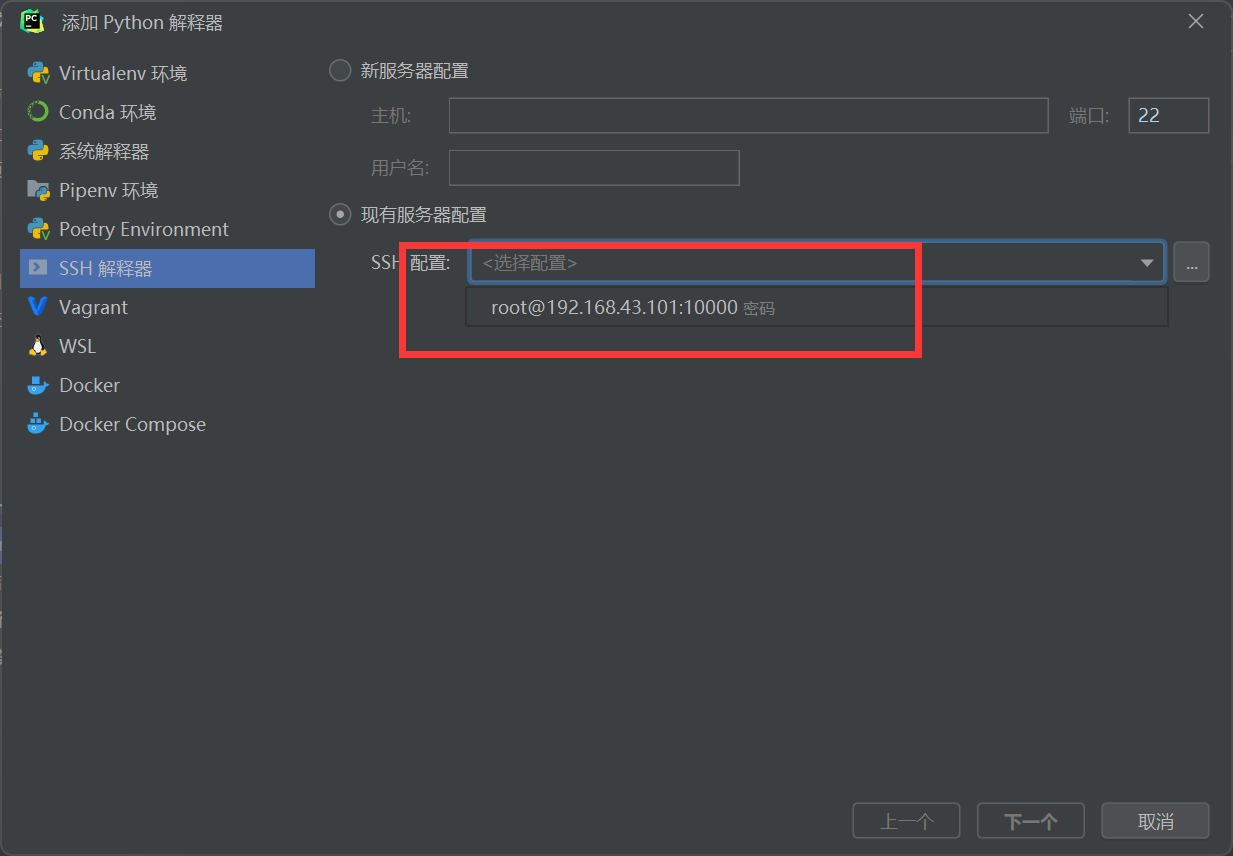 添加 Python 解释器
Virtualenv 环境
Conda 环境
系统解释器
Pipenv 环境
Poetry Environment
SSH 解释器
Vagrant
WSL
Docker
Docker Compose
新服务器配置
主机: 端口: 22
用户名:
现有服务器配置
SSH 配置: <选择配置> ...
root@192.168.43.101:10000 密码
上一个 下一个 取消